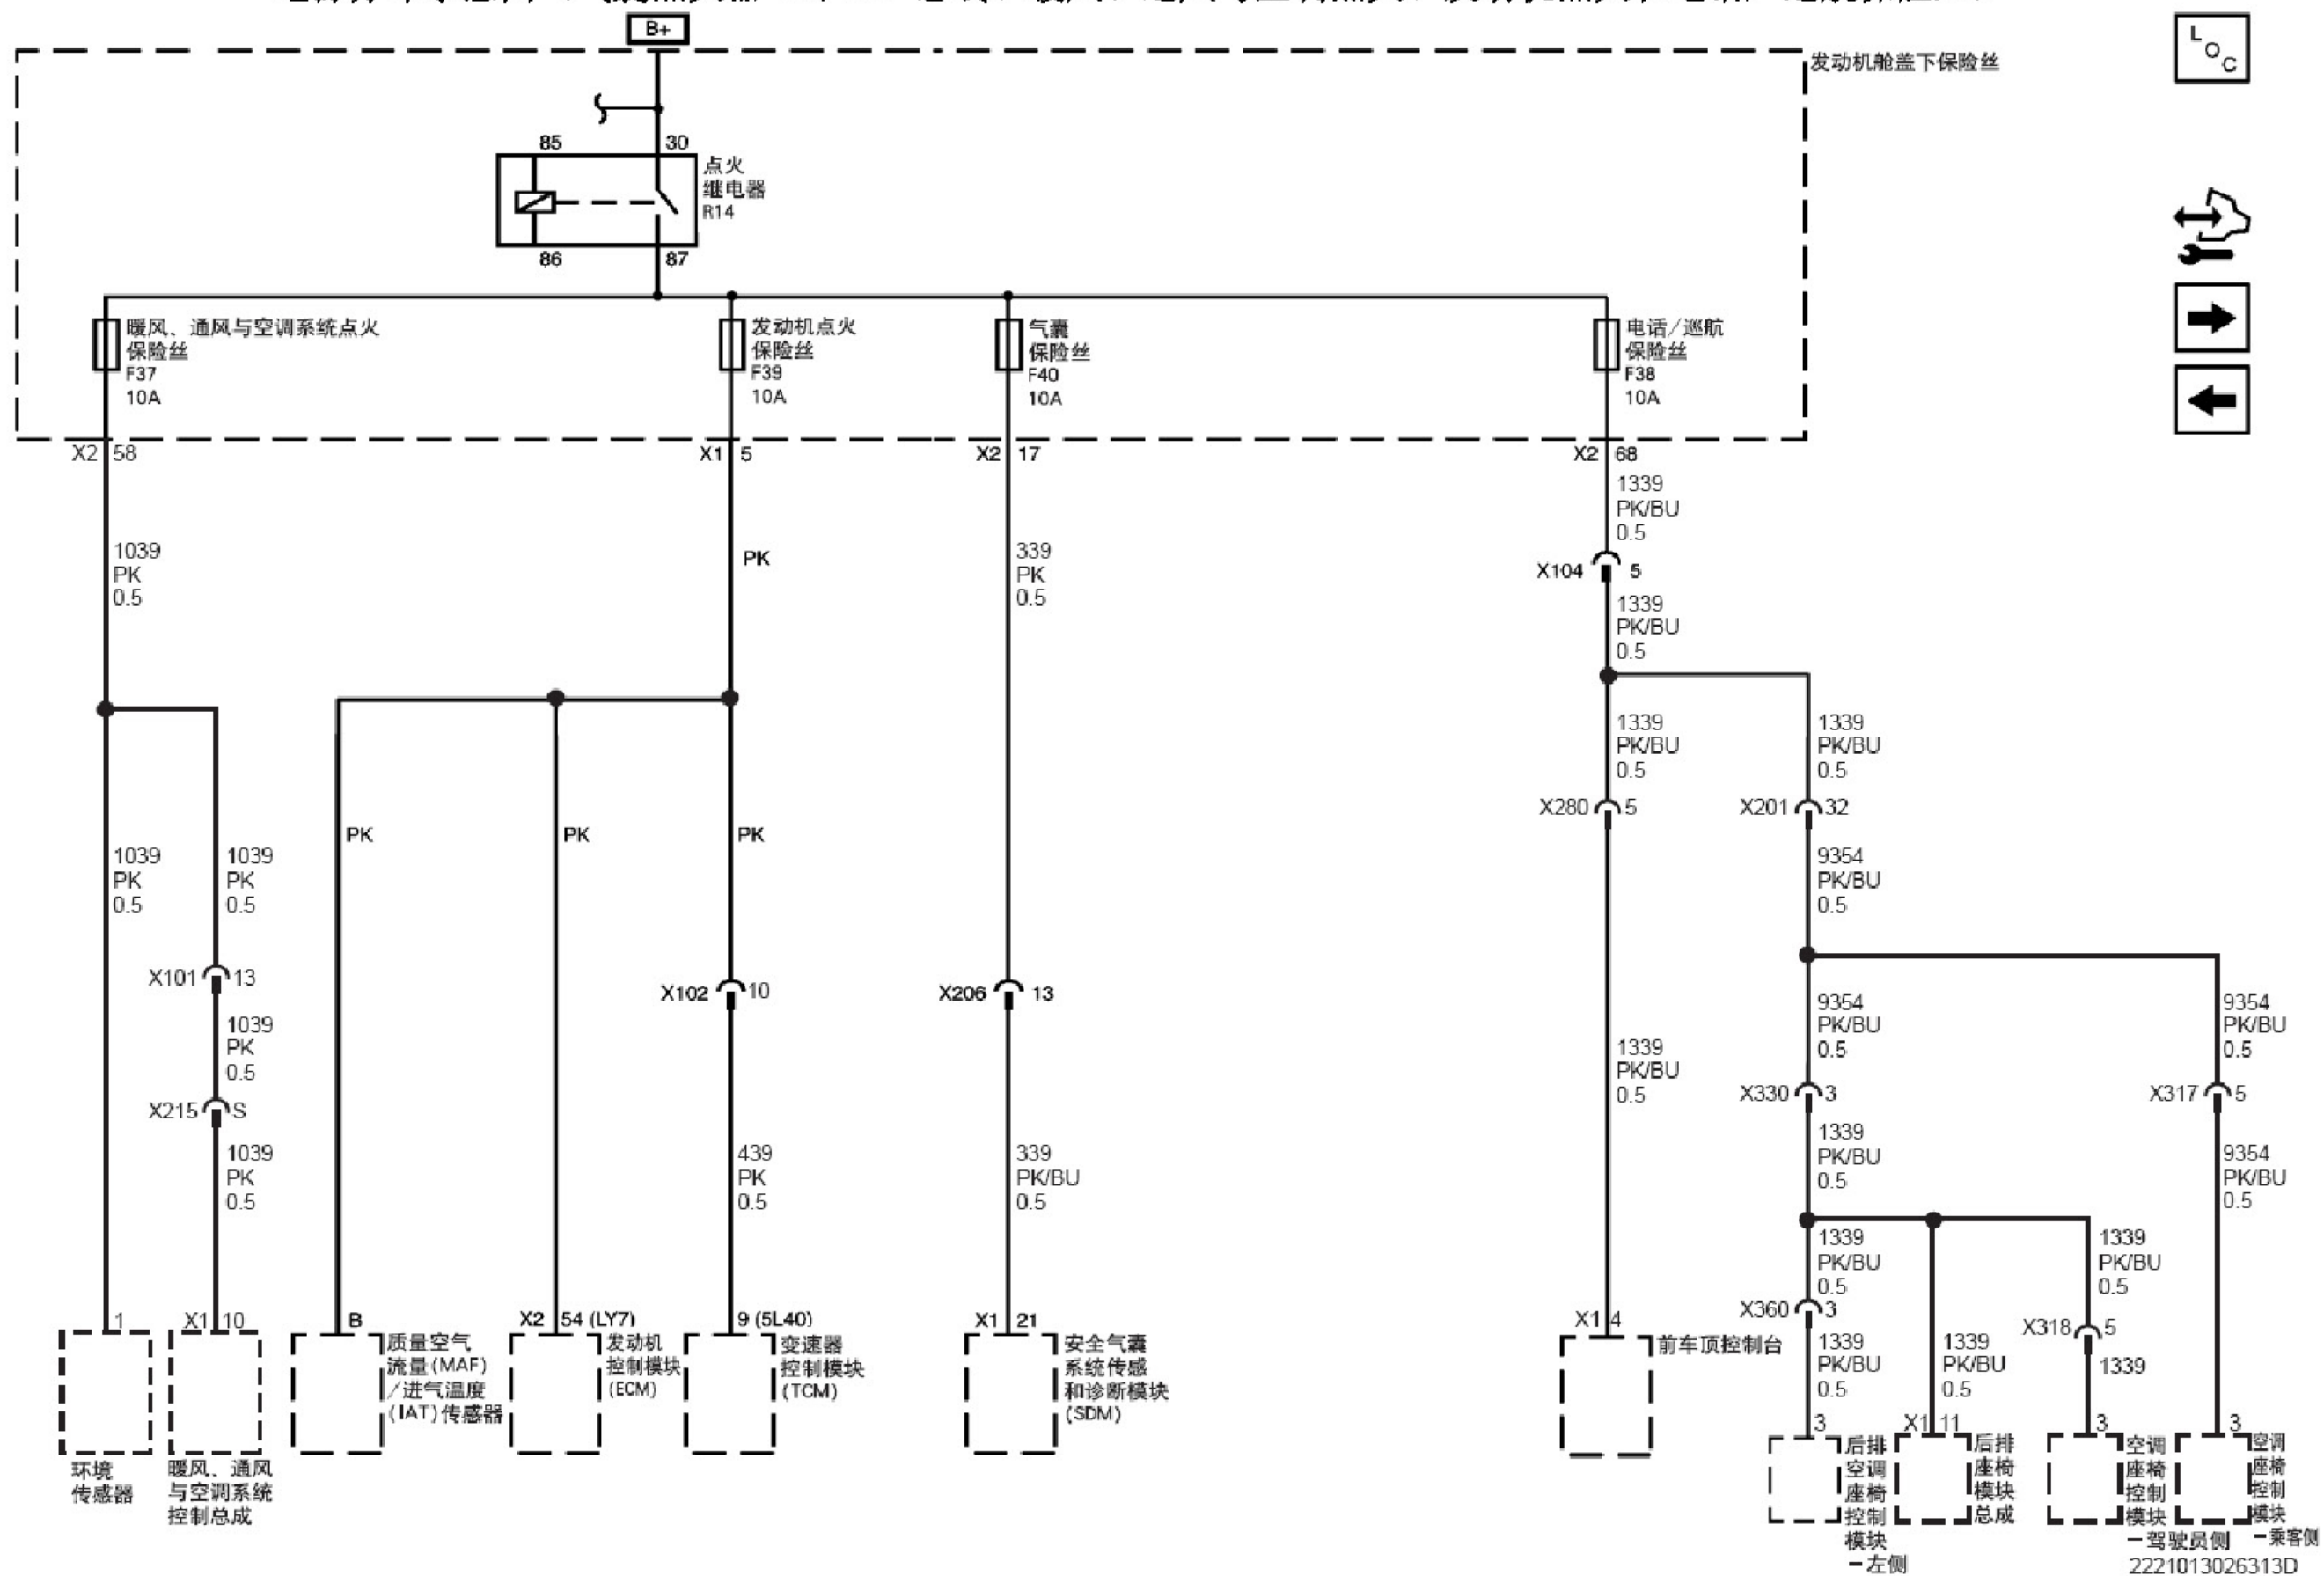 B+
发动机舱盖下保险丝
L
O
C
85
30
点火
继电器
R14
86
87
暖风、通风与空调系统点火
保险丝
F37
10A
发动机点火
保险丝
F39
10A
气囊
保险丝
F40
10A
电话/巡航
保险丝
F38
10A
X2 58
X1 5
X2 17
X2 68
1339
PK/BU
0.5
1039
PK
0.5
PK
339
PK
0.5
X104 5
1339
PK/BU
0.5
1339
PK/BU
0.5
1339
PK/BU
0.5
X280 5
X201 32
PK
PK
PK
1039
PK
0.5
1039
PK
0.5
9354
PK/BU
0.5
X101 13
X102 10
X206 13
9354
PK/BU
0.5
9354
PK/BU
0.5
1039
PK
0.5
1339
PK/BU
0.5
X215 S
X330 3
X317 5
1039
PK
0.5
439
PK
0.5
339
PK/BU
0.5
1339
PK/BU
0.5
9354
PK/BU
0.5
1339
PK/BU
0.5
1339
PK/BU
0.5
X360 3
X318 5
1339
PK/BU
0.5
1339
PK/BU
0.5
1339
1
X1 10
B
X2 54 (LY7)
9 (5L40)
X1 21
X1 4
质量空气
流量(MAF)
/进气温度
(IAT)传感器
发动机
控制模块
(ECM)
变速器
控制模块
(TCM)
安全气囊
系统传感
和诊断模块
(SDM)
前车顶控制台
3
X1 11
3
3
环境
传感器
暖风、通风
与空调系统
控制总成
后排
空调
座椅
控制
模块
-左侧
后排
座椅
模块
总成
空调
座椅
控制
模块
-驾驶员侧
空调
座椅
控制
模块
-乘客侧
2221013026313D